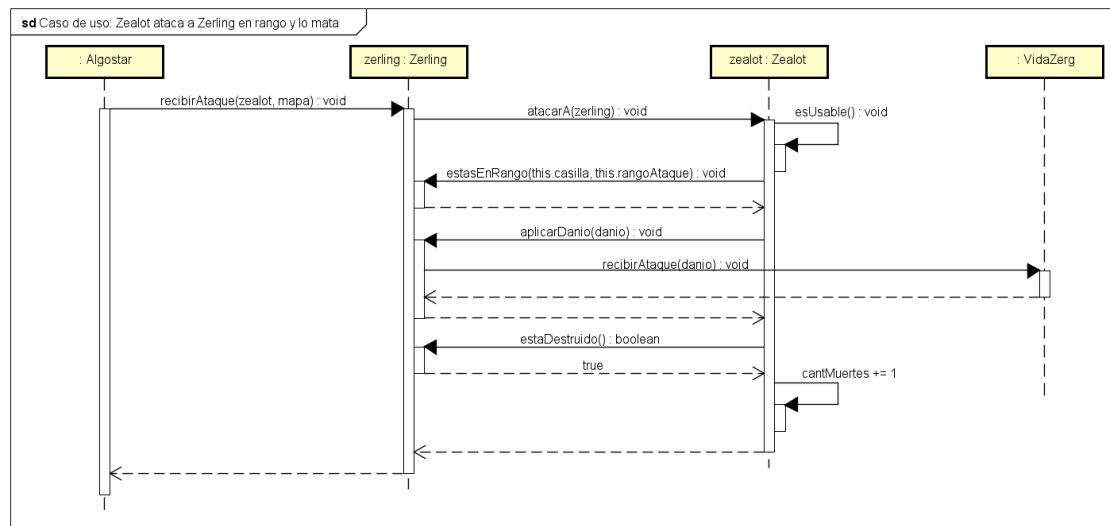 sd Caso de uso: Zealot ataca a Zerling en rango y lo mata
: Algostar
zerling : Zerling
zealot : Zealot
: VidaZerg
recibirAtaque(zealot, mapa) : void
atacarA(zerling) : void
esUsable() : void
estasEnRango(this.casilla, this.rangoAtaque) : void
aplicarDanio(danio) : void
recibirAtaque(danio) : void
estaDestruido() : boolean
true
cantMuertes += 1